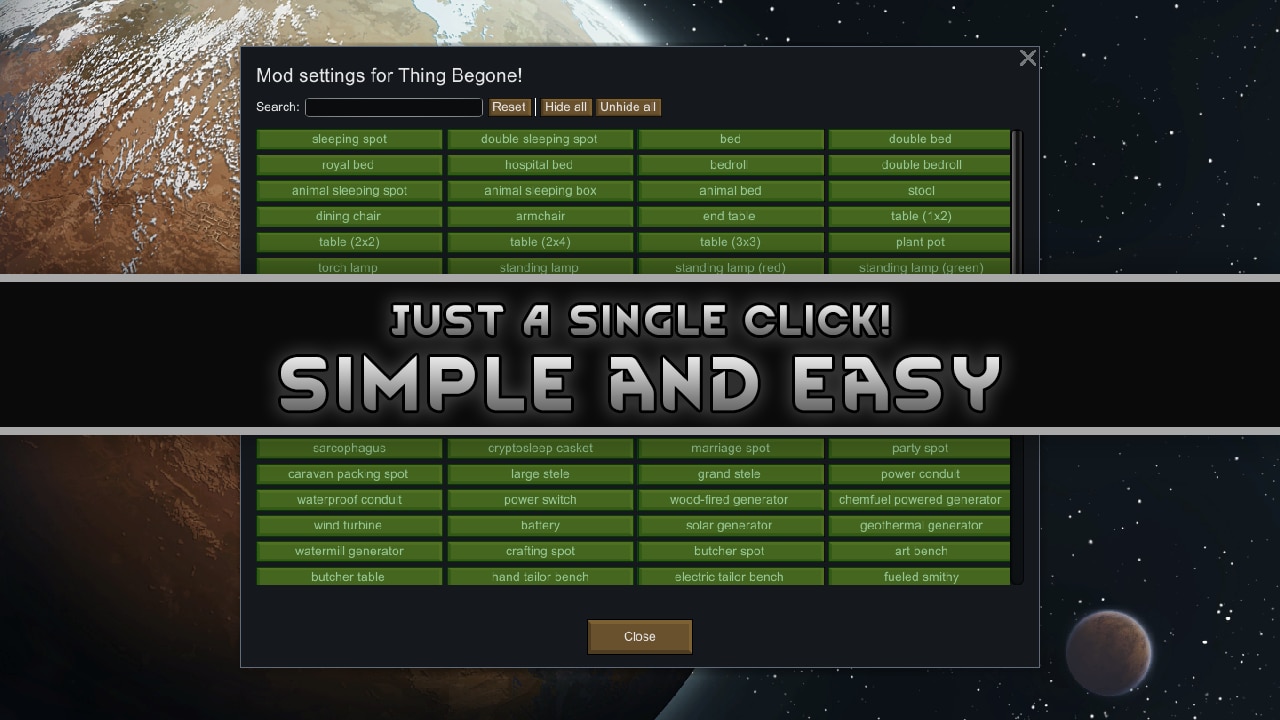 Mod settings for Thing Begone!
Search: Reset Hide all Unhide all
sleeping spot double sleeping spot bed double bed
royal bed hospital bed bedroll double bedroll
animal sleeping spot animal sleeping box animal bed stool
dining chair armchair end table table (1x2)
table (2x2) table (2x4) table (3x3) plant pot
torch lamp standing lamp standing lamp (red) standing lamp (green)
JUST A SINGLE CLICK!
SIMPLE AND EASY
sarcophagus cryptosleep casket marriage spot party spot
caravan packing spot large stele grand stele power conduit
waterproof conduit power switch wood-fired generator chemfuel powered generator
wind turbine battery solar generator geothermal generator
watermill generator crafting spot butcher spot art bench
butcher table hand tailor bench electric tailor bench fueled smithy
Close